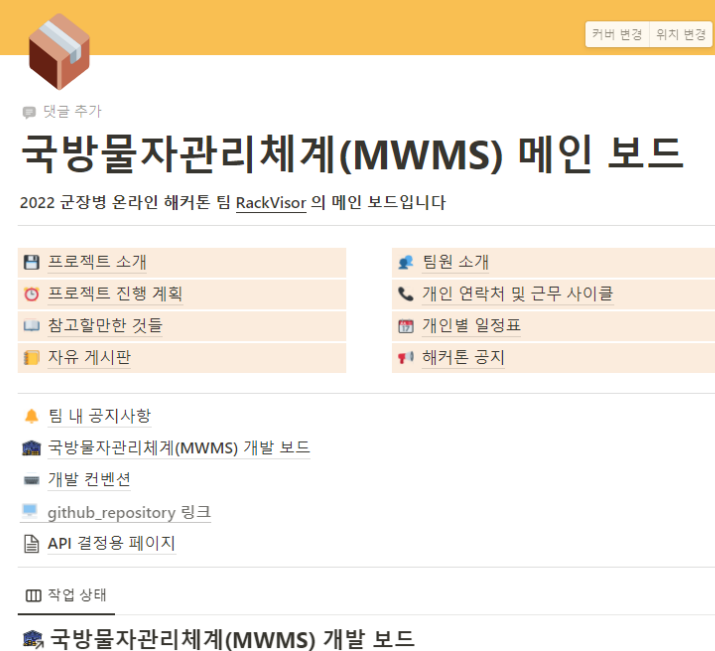 커버 변경 위치 변경
댓글 추가
국방물자관리체계(MWMS) 메인 보드
2022 군장병 온라인 해커톤 팀 RackVisor 의 메인 보드입니다
프로젝트 소개
프로젝트 진행 계획
참고할만한 것들
자유 게시판
팀원 소개
개인 연락처 및 근무 사이클
개인별 일정표
해커톤 공지
팀 내 공지사항
국방물자관리체계(MWMS) 개발 보드
개발 컨벤션
github_repository 링크
API 결정용 페이지
작업 상태
국방물자관리체계(MWMS) 개발 보드